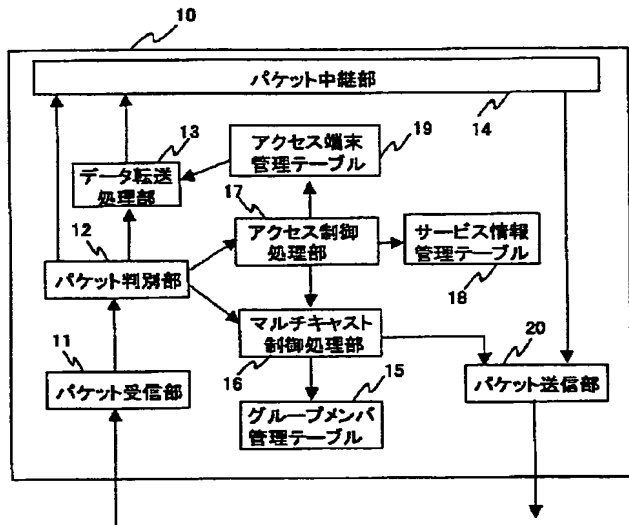 10
パケット中継部
14
13
データ転送
処理部
アクセス端末
管理テーブル
19
17
アクセス制御
処理部
サービス情報
管理テーブル
18
12
パケット判別部
マルチキャスト
制御処理部
16
11
パケット受信部
15
グループメンバ
管理テーブル
20
パケット送信部